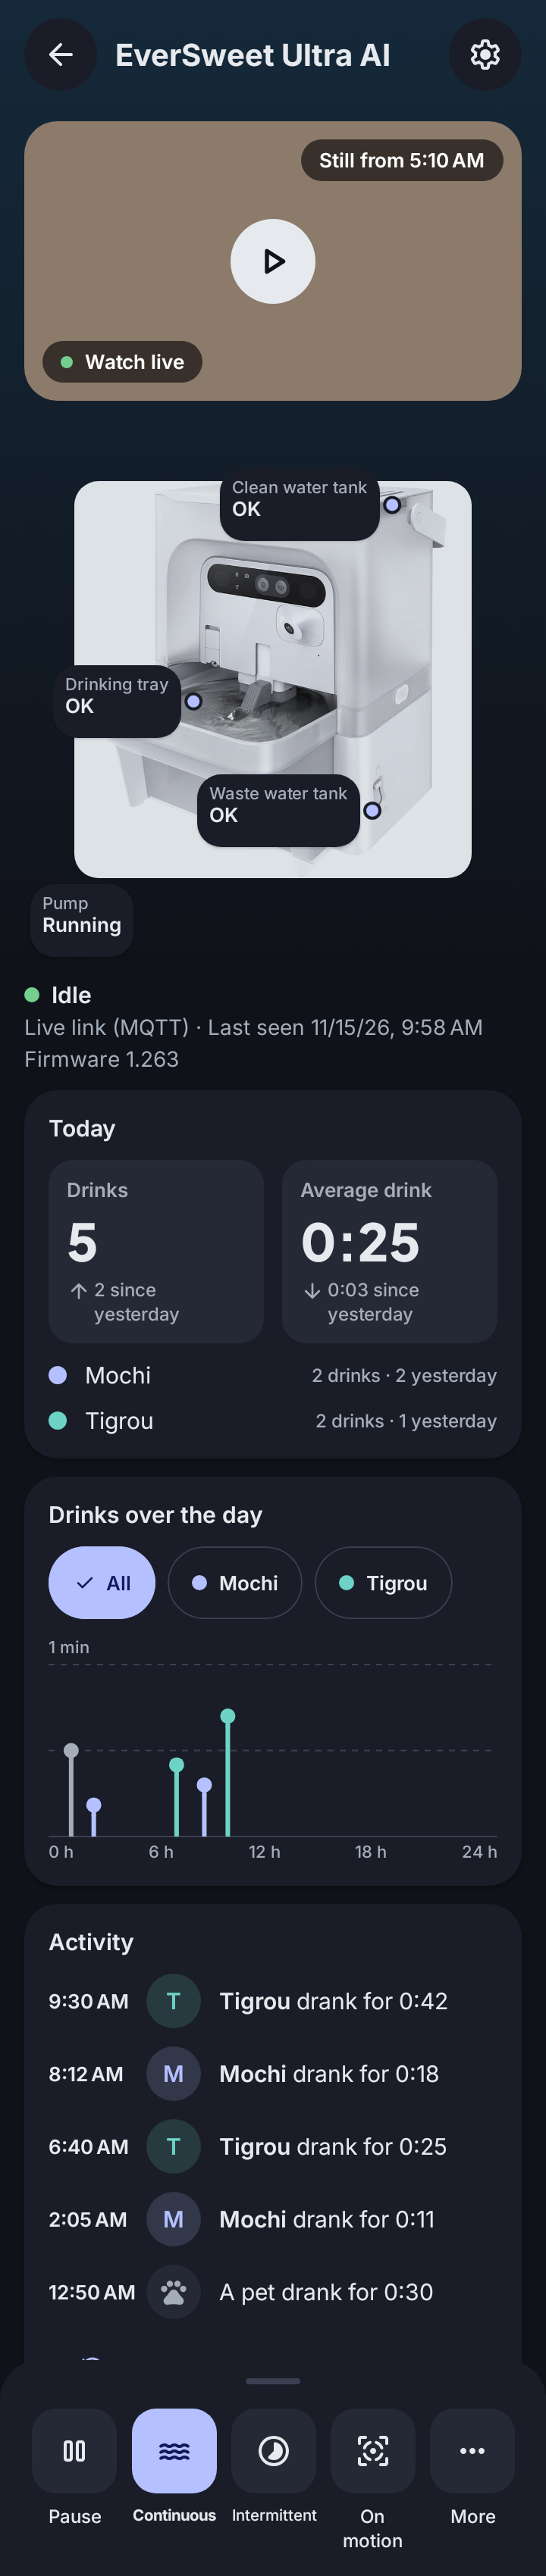 EverSweet Ultra AI
Still from 5:10 AM
Watch live
Clean water tank
OK
Drinking tray
OK
Waste water tank
OK
Pump
Running
Idle
Live link (MQTT) · Last seen 11/15/26, 9:58 AM
Firmware 1.263
Today
Drinks
5
2 since
yesterday
Average drink
0:25
0:03 since
yesterday
Mochi
2 drinks · 2 yesterday
Tigrou
2 drinks · 1 yesterday
Drinks over the day
All
Mochi
Tigrou
1 min
0 h 6 h 12 h 18 h 24 h
Activity
9:30 AM T Tigrou drank for 0:42
8:12 AM M Mochi drank for 0:18
6:40 AM T Tigrou drank for 0:25
2:05 AM M Mochi drank for 0:11
12:50 AM A pet drank for 0:30
Pause
Continuous
Intermittent
On
motion
More